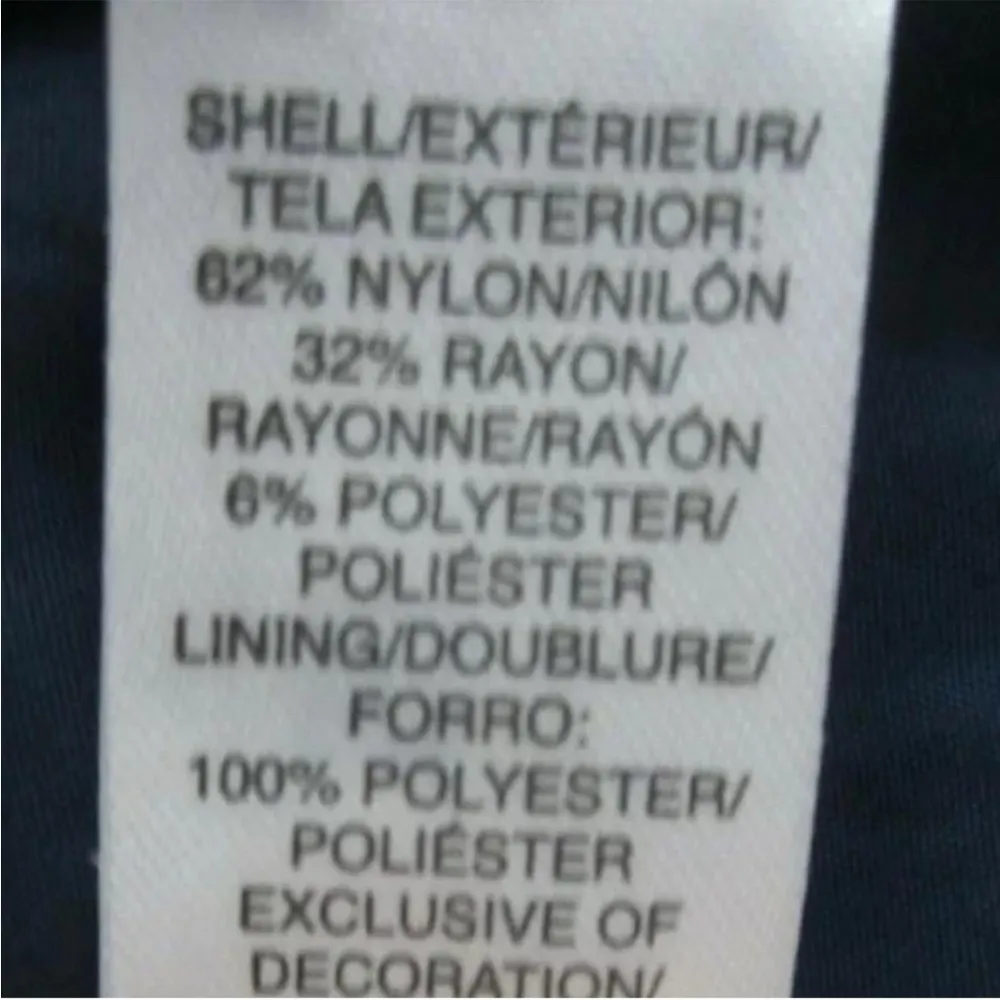 SHELL/EXTÉRIEUR/
TELA EXTERIOR:
62% NYLON/NILÓN
32% RAYON/
RAYONNE/RAYÓN
6% POLYESTER/
POLIÉSTER
LINING/DOUBLURE/
FORRO:
100% POLYESTER/
POLIÉSTER
EXCLUSIVE OF
DECORATION/